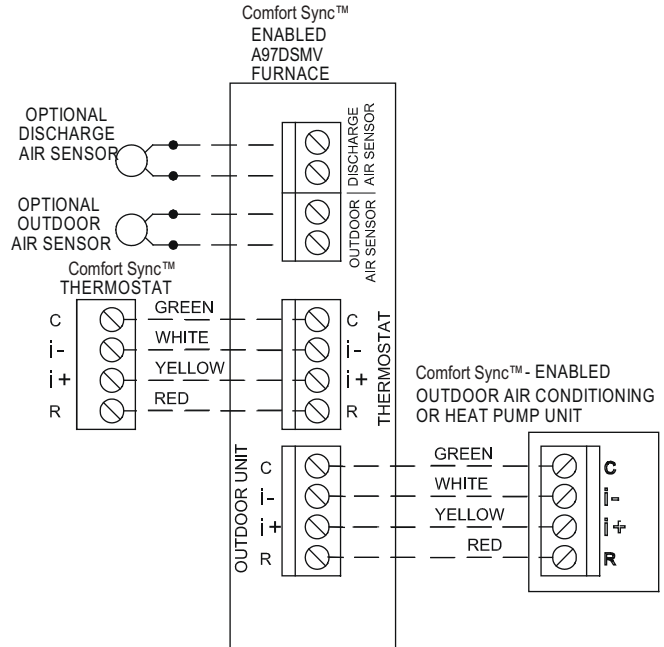 Comfort Sync™
ENABLED
A97DSMV
FURNACE
OPTIONAL
DISCHARGE
AIR SENSOR
DISCHARGE
AIR SENSOR
OPTIONAL
OUTDOOR
AIR SENSOR
OUTDOOR
AIR SENSOR
Comfort Sync™
THERMOSTAT
C GREEN C
i- WHITE i-
i+ YELLOW i+
R RED R
THERMOSTAT
Comfort Sync™- ENABLED
OUTDOOR AIR CONDITIONING
OR HEAT PUMP UNIT
OUTDOOR UNIT
C GREEN C
i- WHITE i-
i+ YELLOW i+
R RED R